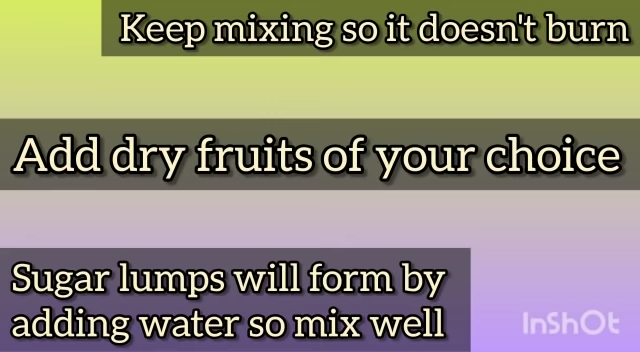 Keep mixing so it doesn't burn
Add dry fruits of your choice
Sugar lumps will form by
adding water so mix well
InShOt